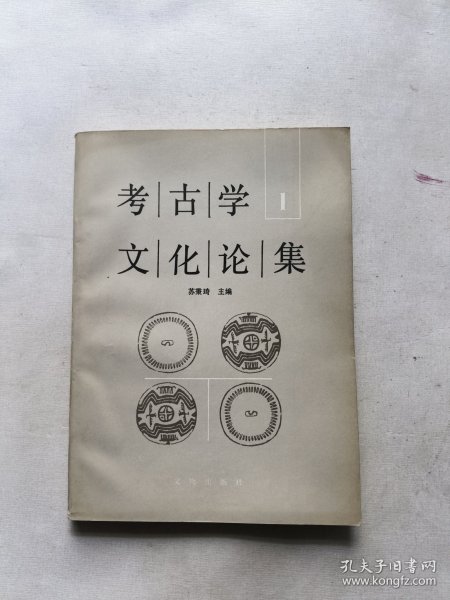 考古学 1
文化论集
苏秉琦 主编
文物出版社
孔夫子旧书网
www.kongfz.com